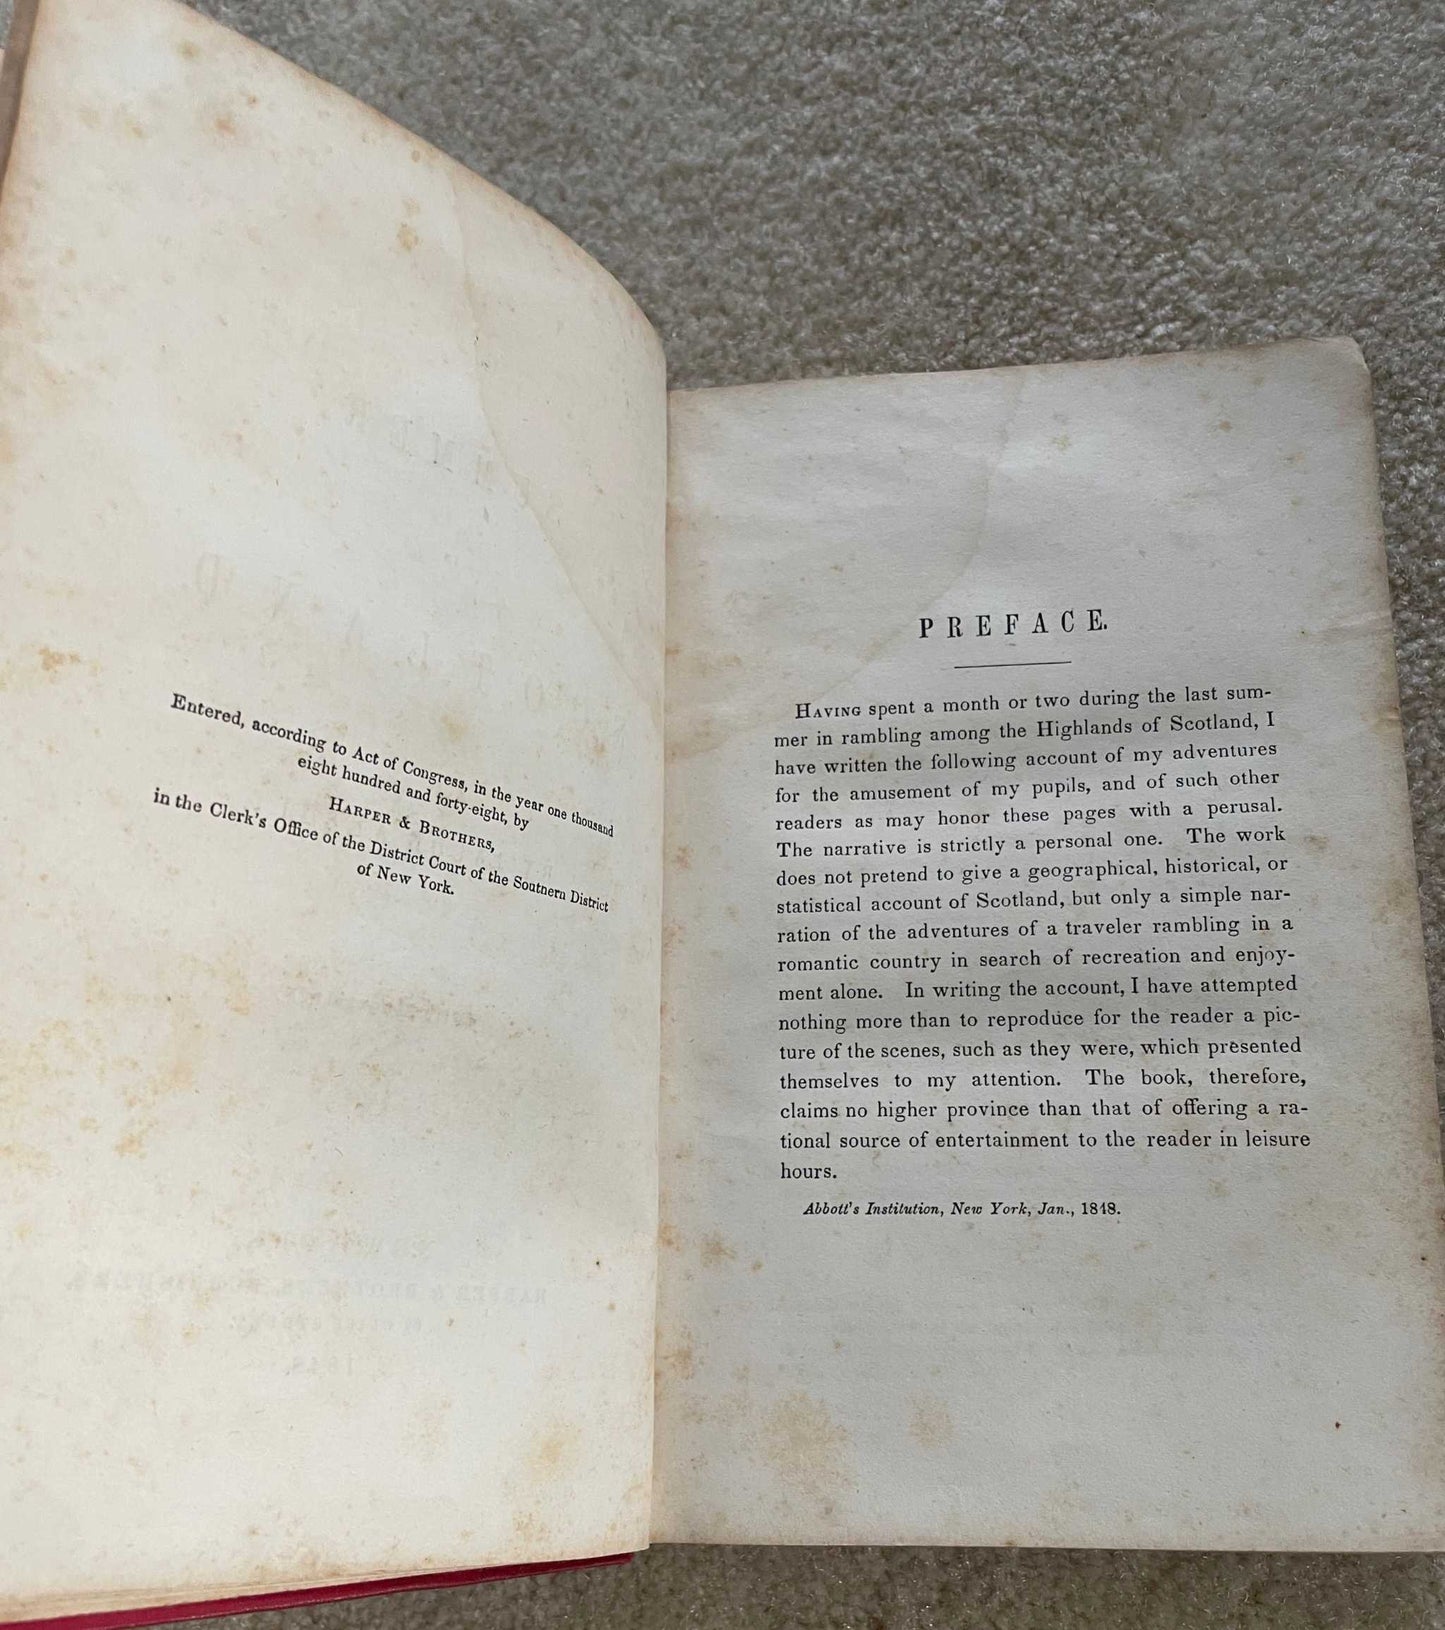 Entered, according to Act of Congress, in the year one thousand
eight hundred and forty-eight, by
HARPER & BROTHERS,
in the Clerk's Office of the District Court of the Southern District
of New York.
PREFACE.
HAVING spent a month or two during the last sum-
mer in rambling among the Highlands of Scotland, I
have written the following account of my adventures
for the amusement of my pupils, and of such other
readers as may honor these pages with a perusal.
The narrative is strictly a personal one. The work
does not pretend to give a geographical, historical, or
statistical account of Scotland, but only a simple nar-
ration of the adventures of a traveler rambling in a
romantic country in search of recreation and enjoy-
ment alone. In writing the account, I have attempted
nothing more than to reproduce for the reader a pic-
ture of the scenes, such as they were, which presented
themselves to my attention. The book, therefore,
claims no higher province than that of offering a ra-
tional source of entertainment to the reader in leisure
hours.
Abbott's Institution, New York, Jan., 1848.